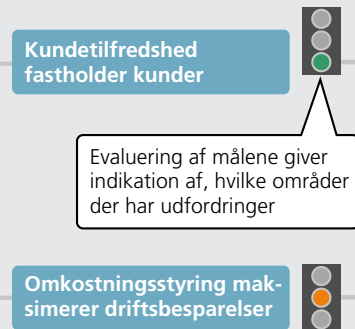 Kundetilfredshed
fastholder kunder
Evaluering af målene giver
indikation af, hvilke områder
der har udfordringer
Omkostningsstyring mak-
simerer driftsbesparelser